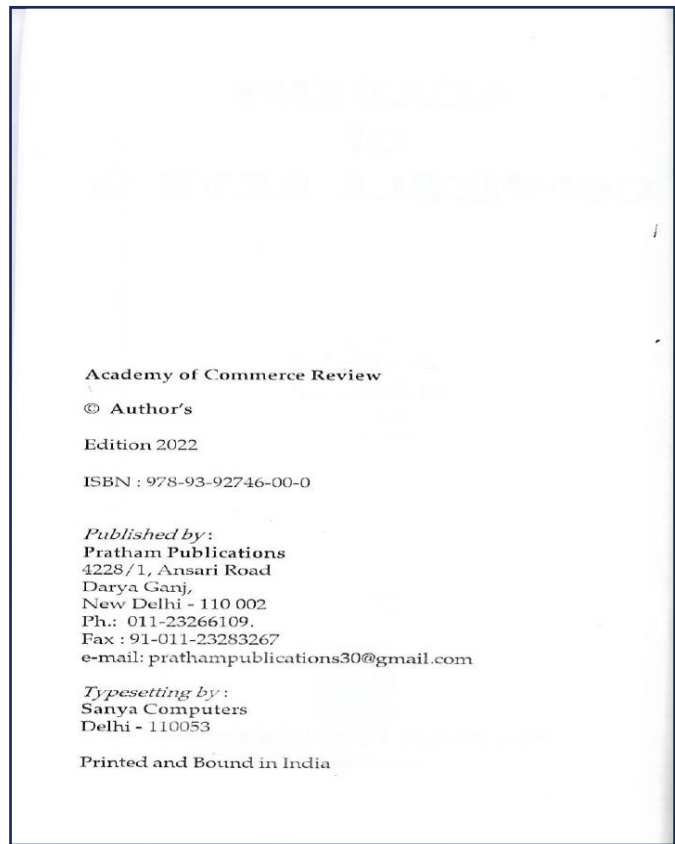 Academy of Commerce Review
© Author's
Edition 2022
ISBN : 978-93-92746-00-0
Published by :
Pratham Publications
4228/1, Ansari Road
Darya Ganj,
New Delhi - 110 002
Ph.: 011-23266109.
Fax : 91-011-23283267
e-mail: prathampublications30@gmail.com
Typesetting by :
Sanya Computers
Delhi - 110053
Printed and Bound in India